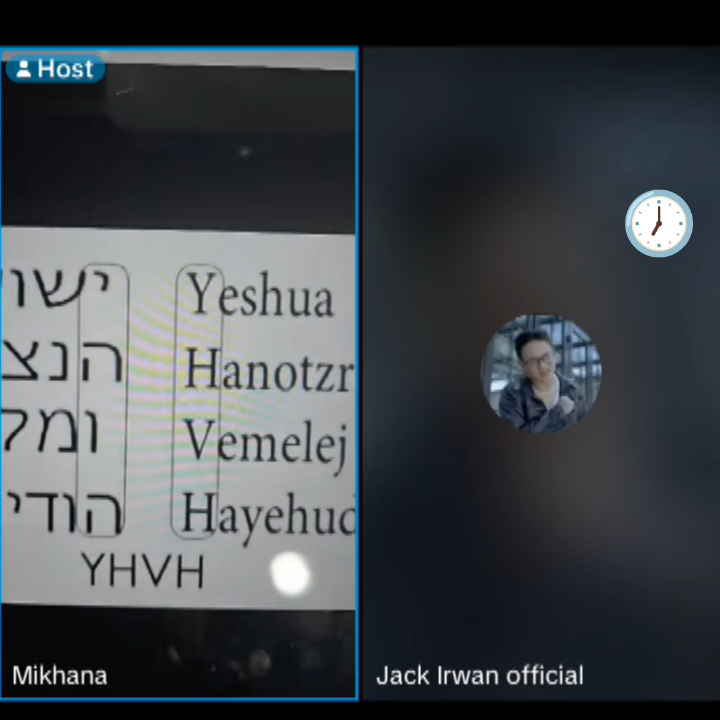 Host
ישו Yeshua
הנצ Hanotzr
ומל Vemelej
הודי Hayehud
YHVH
Mikhana
Jack Irwan official